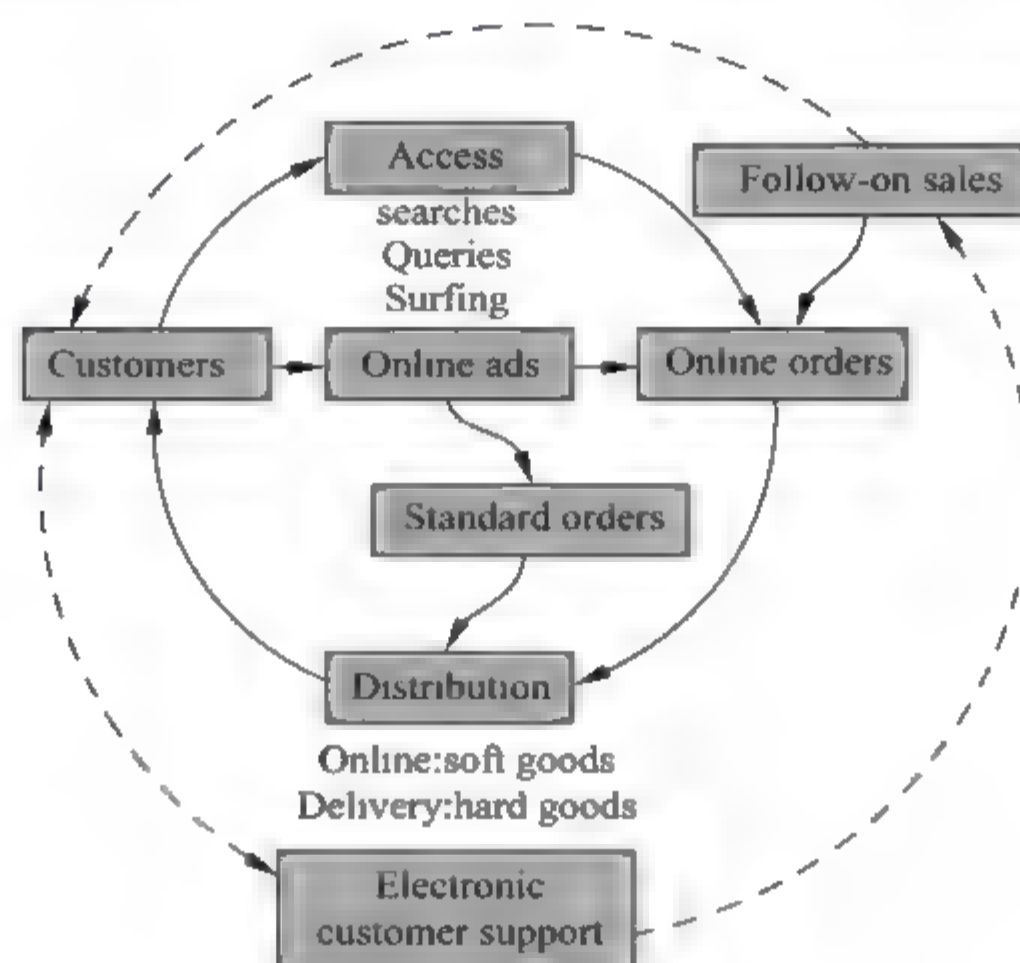 Access
Follow-on sales
searches
Queries
Surfing
Customers
Online ads
Online orders
Standard orders
Distribution
Online:soft goods
Delivery:hard goods
Electronic
customer support